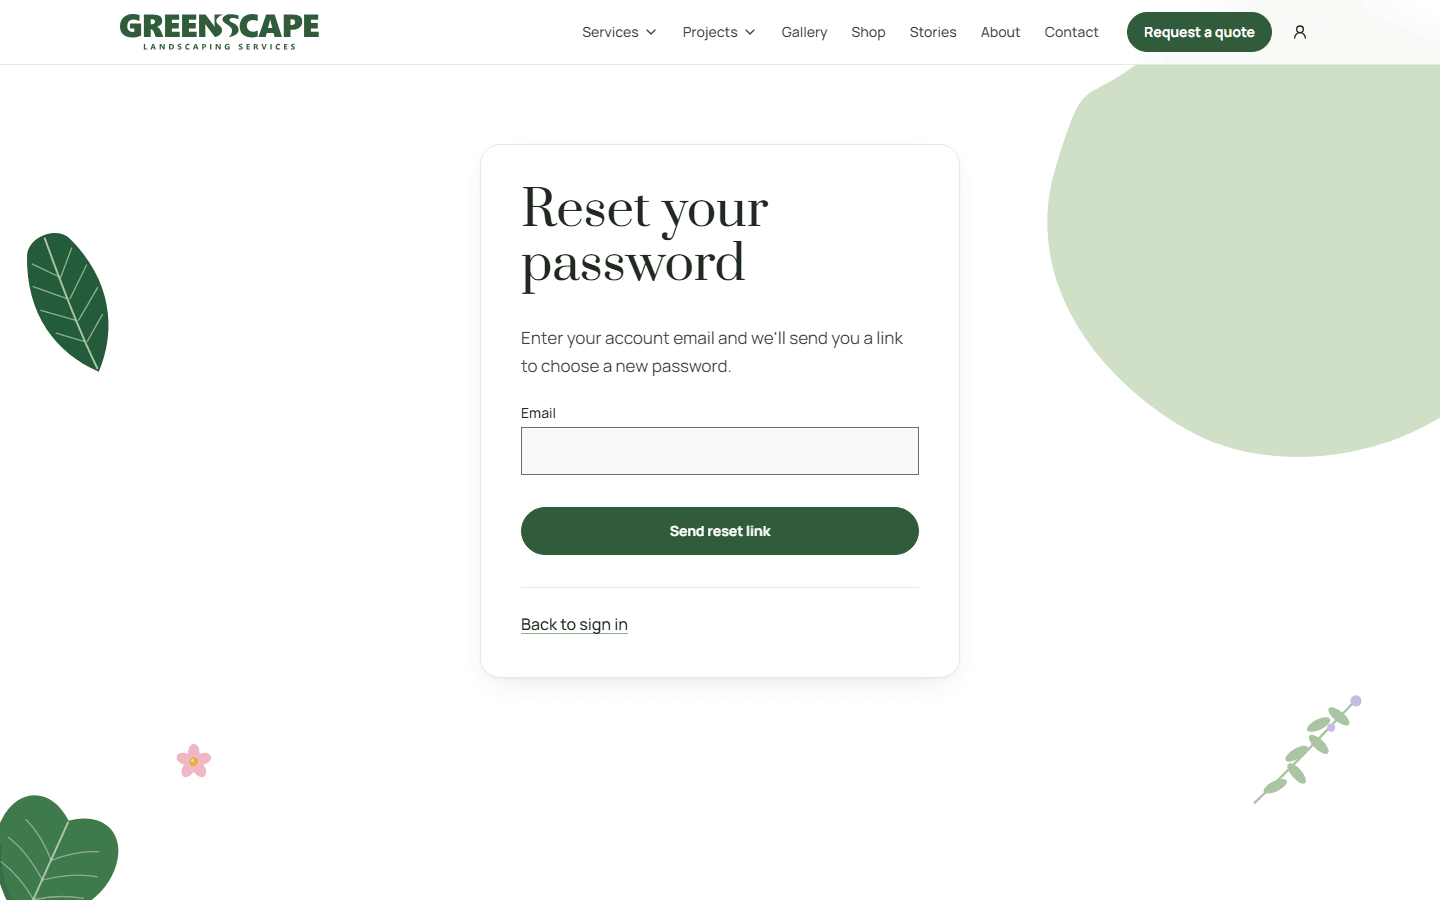 GREENSCAPE
LANDSCAPING SERVICES
Services Projects Gallery Shop Stories About Contact Request a quote
Reset your
password
Enter your account email and we'll send you a link
to choose a new password.
Email
Send reset link
Back to sign in